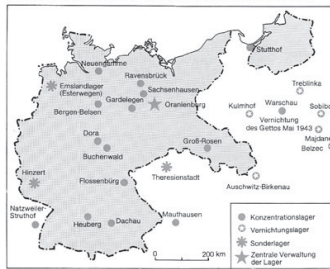 Stutthof
Neuengamme
Ravensbrück
Emslandlager
(Esterwegen)
Sachsenhausen
Gardelegen
Oranienburg
Bergen-Belsen
Treblinka
Kulmhof
Warschau
Sobibor
Vernichtung
des Gettos Mai 1943
Majdanek
Belzec
Dora
Buchenwald
Groß-Rosen
Hinzert
Theresienstadt
Flossenbürg
Auschwitz-Birkenau
Natzweiler-
Struthof
Heuberg
Dachau
Mauthausen
Konzentrationslager
Vernichtungslager
Sonderlager
Zentrale Verwaltung
der Lager
0
200 km